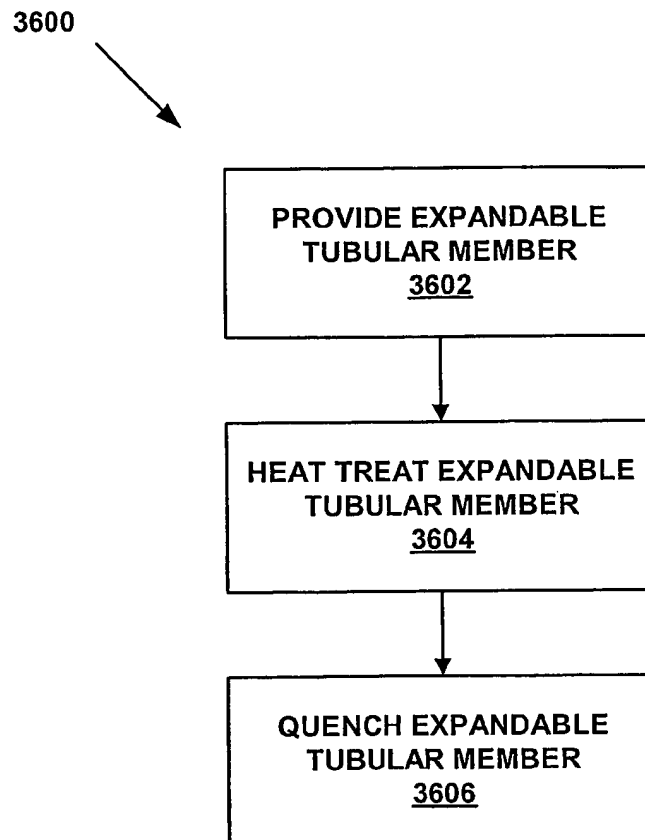 3600
PROVIDE EXPANDABLE
TUBULAR MEMBER
3602
HEAT TREAT EXPANDABLE
TUBULAR MEMBER
3604
QUENCH EXPANDABLE
TUBULAR MEMBER
3606